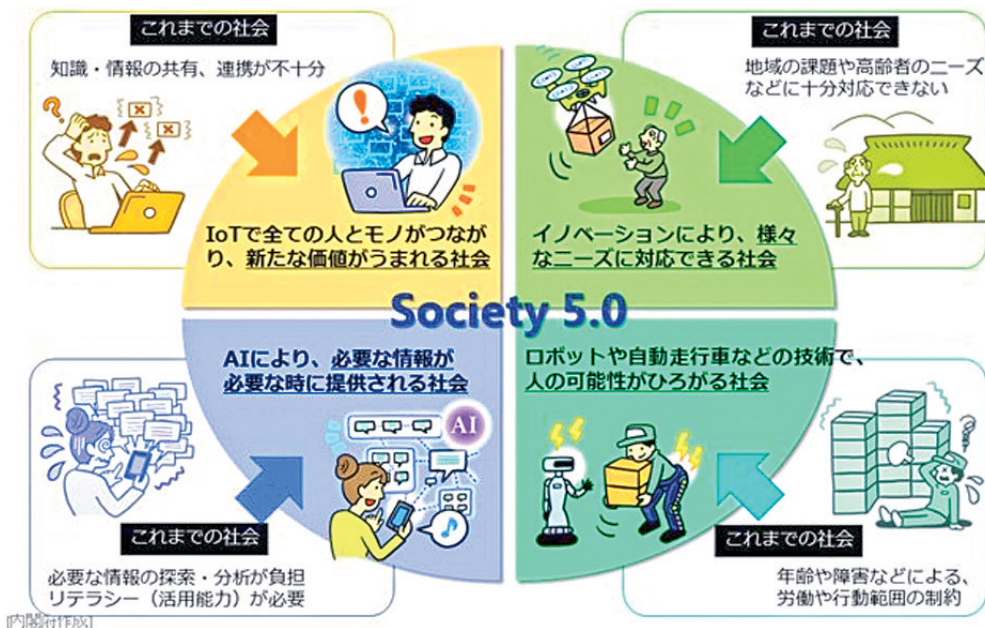 これまでの社会
知識・情報の共有、連携が不十分
IoTで全ての人とモノがつなが
り、新たな価値がうまれる社会
これまでの社会
地域の課題や高齢者のニーズ
などに十分対応できない
イノベーションにより、様々
なニーズに対応できる社会
Society 5.0
AIにより、必要な情報が
必要な時に提供される社会
AI
これまでの社会
必要な情報の探索・分析が負担
リテラシー（活用能力）が必要
ロボットや自動走行車などの技術で、
人の可能性がひろがる社会
これまでの社会
年齢や障害などによる、
労働や行動範囲の制約
[内閣府作成]